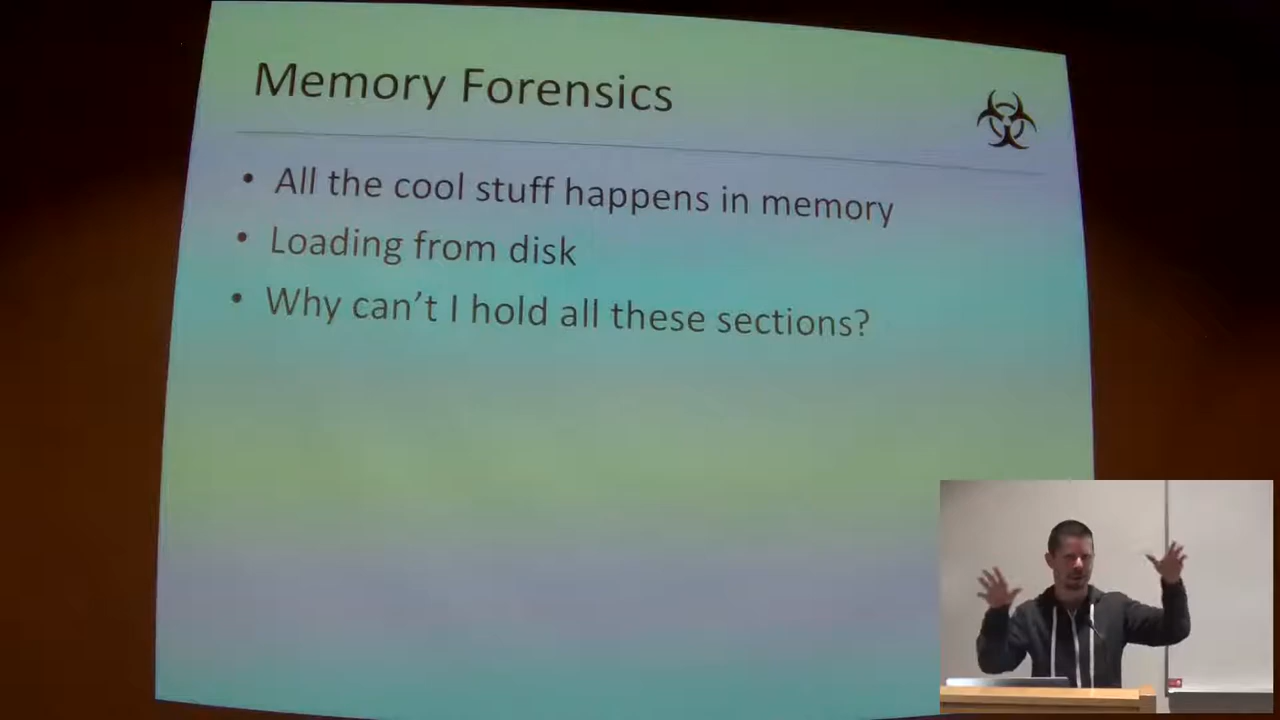 Memory Forensics
• All the cool stuff happens in memory
• Loading from disk
• Why can't I hold all these sections?